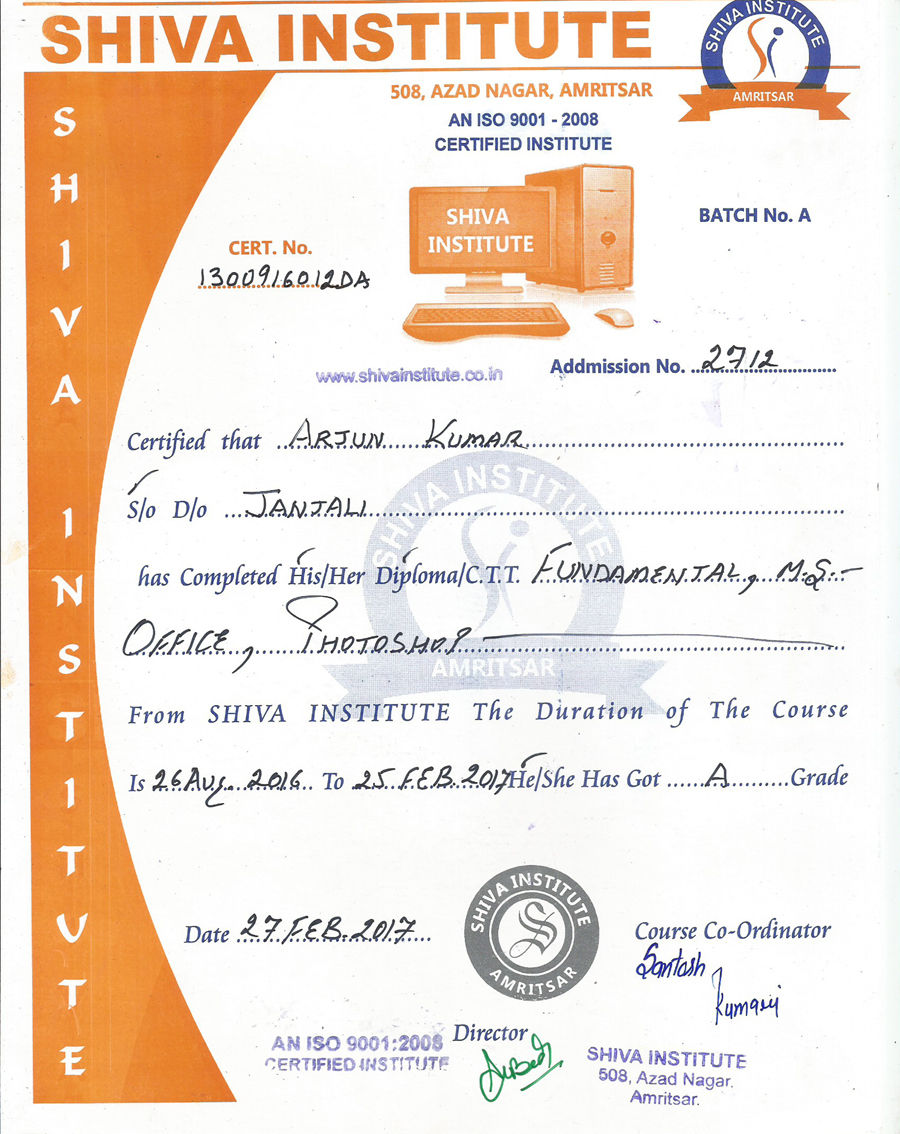 SHIVA INSTITUTE
SHIVA INSTITUTE
AMRITSAR
508, AZAD NAGAR, AMRITSAR
AN ISO 9001 - 2008
CERTIFIED INSTITUTE
SHIVA INSTITUTE
SHIVA
INSTITUTE
BATCH No. A
CERT. No.
1300916012DA
www.shivainstitute.co.in
Addmission No. 2712
Certified that ARJUN KUMAR
S/o D/o JANJALI
has Completed His/Her Diploma/C.T.T. FUNDAMENTAL, M.S.-
OFFICE, PHOTOSHOP
SHIVA INSTITUTE
AMRITSAR
From SHIVA INSTITUTE The Duration of The Course
Is 26 Aug. 2016 To 25 FEB. 2017 He/She Has Got A Grade
Date 27 FEB. 2017
SHIVA INSTITUTE
AMRITSAR
Course Co-Ordinator
Santosh
Kumari
Director
AN ISO 9001:2008
CERTIFIED INSTITUTE
SHIVA INSTITUTE
508, Azad Nagar.
Amritsar.